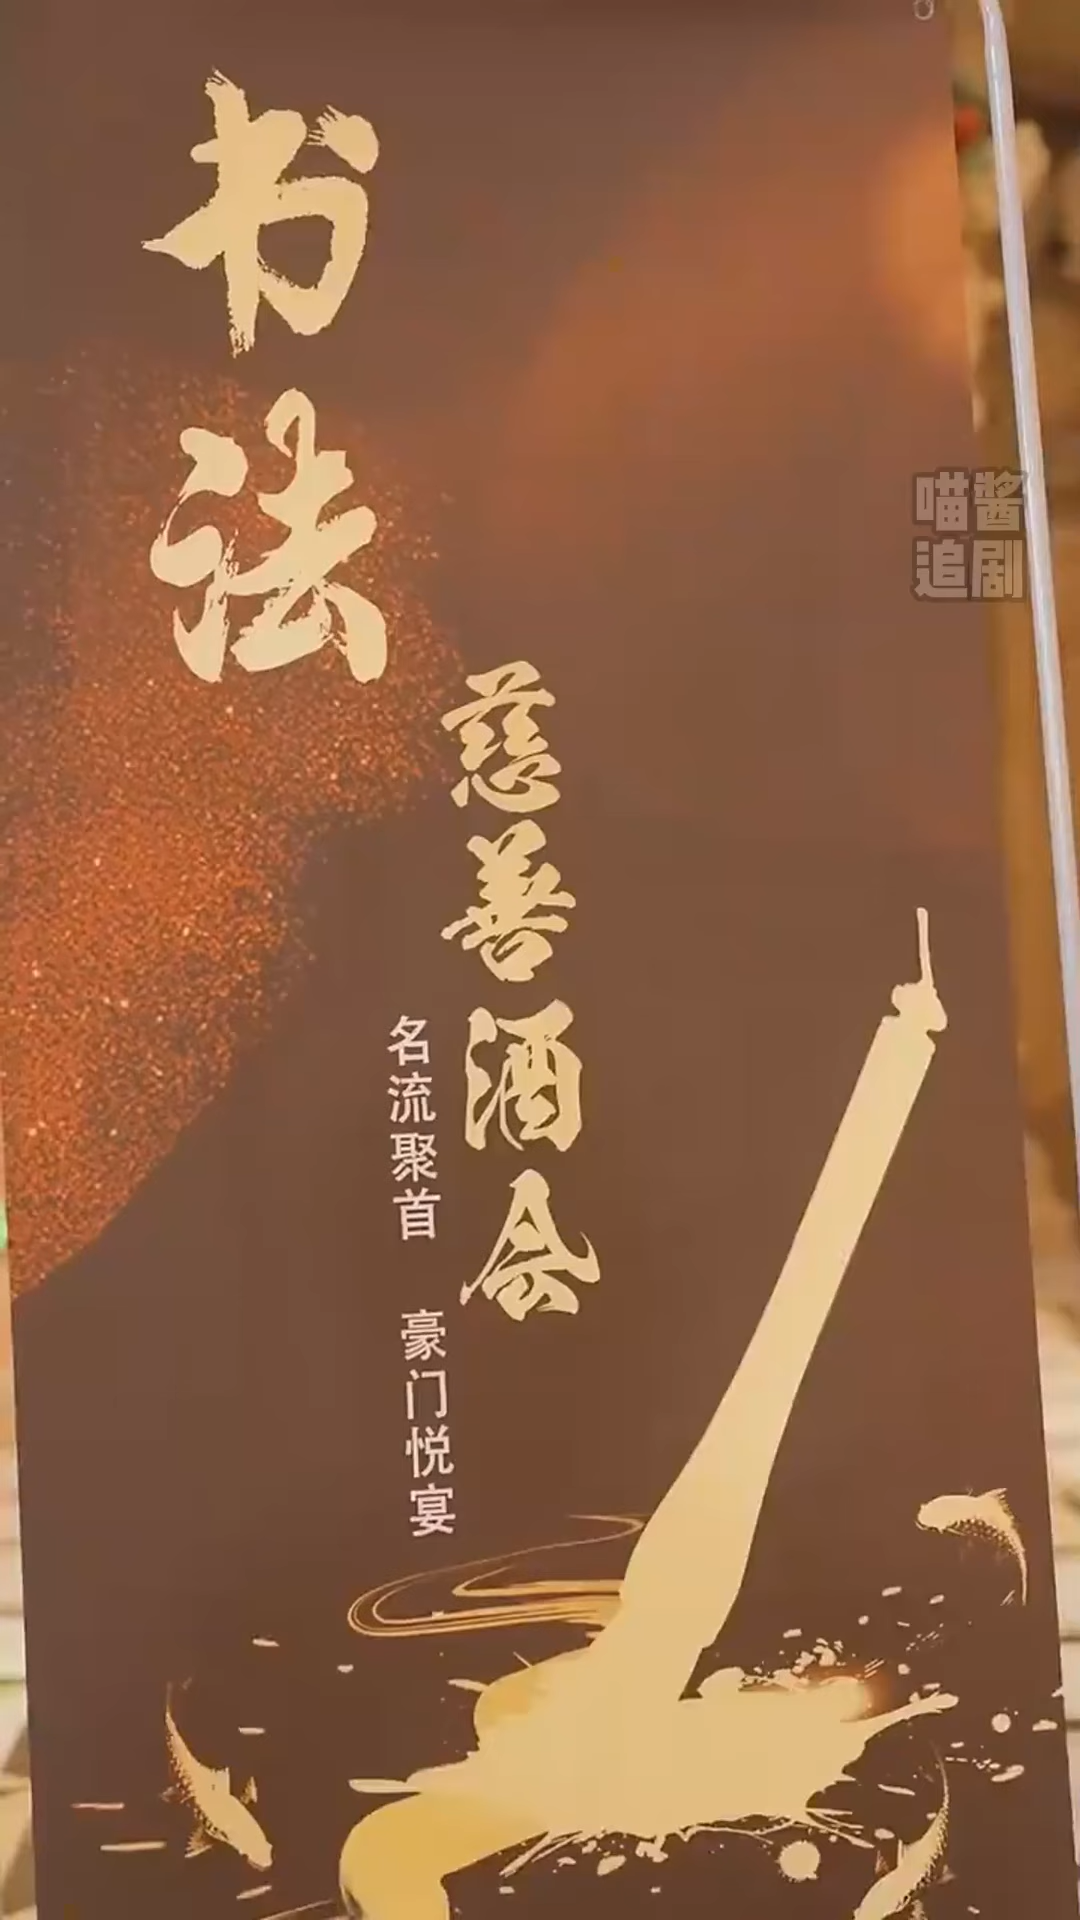 书法
慈善酒会
名流聚首 豪门悦宴
喵酱
追剧